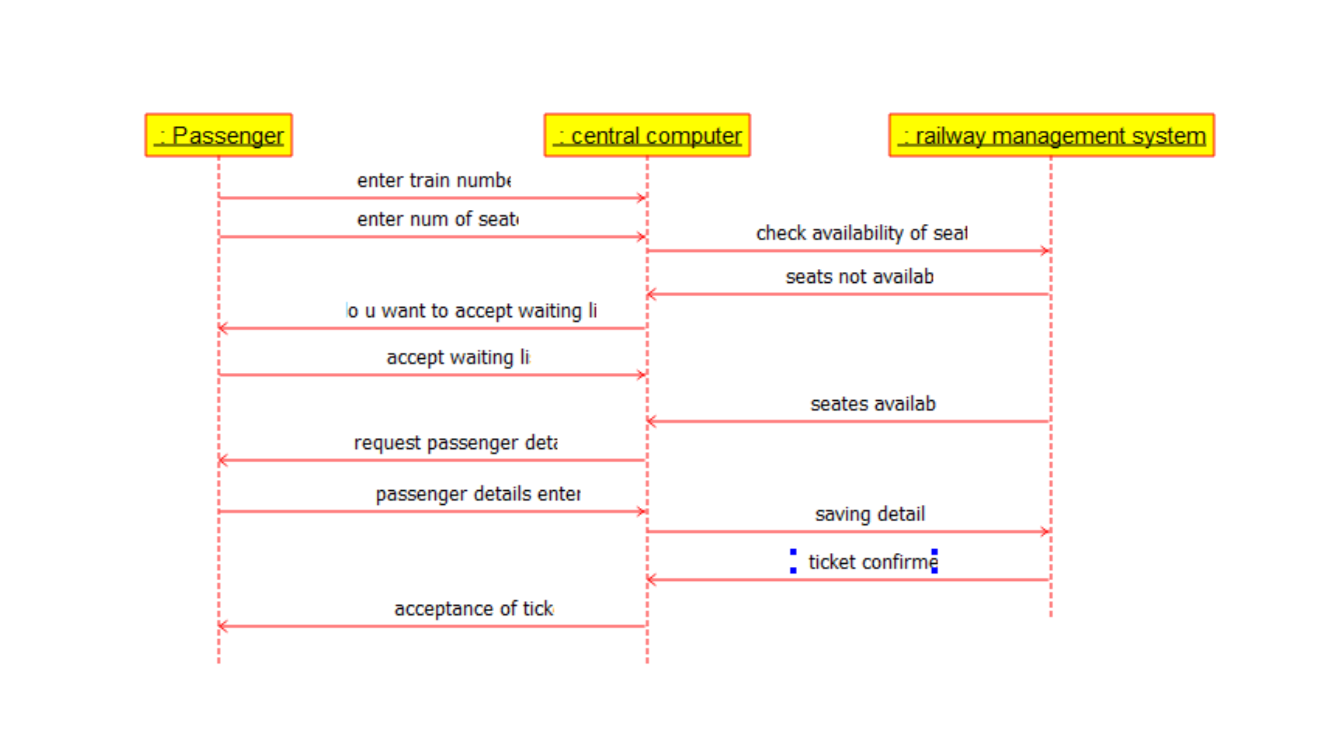 : Passenger
: central computer
: railway management system
enter train numbe
enter num of seate
check availability of seat
seats not availab
do u want to accept waiting li
accept waiting li
seates availab
request passenger deta
passenger details enter
saving detail
ticket confirme
acceptance of tick